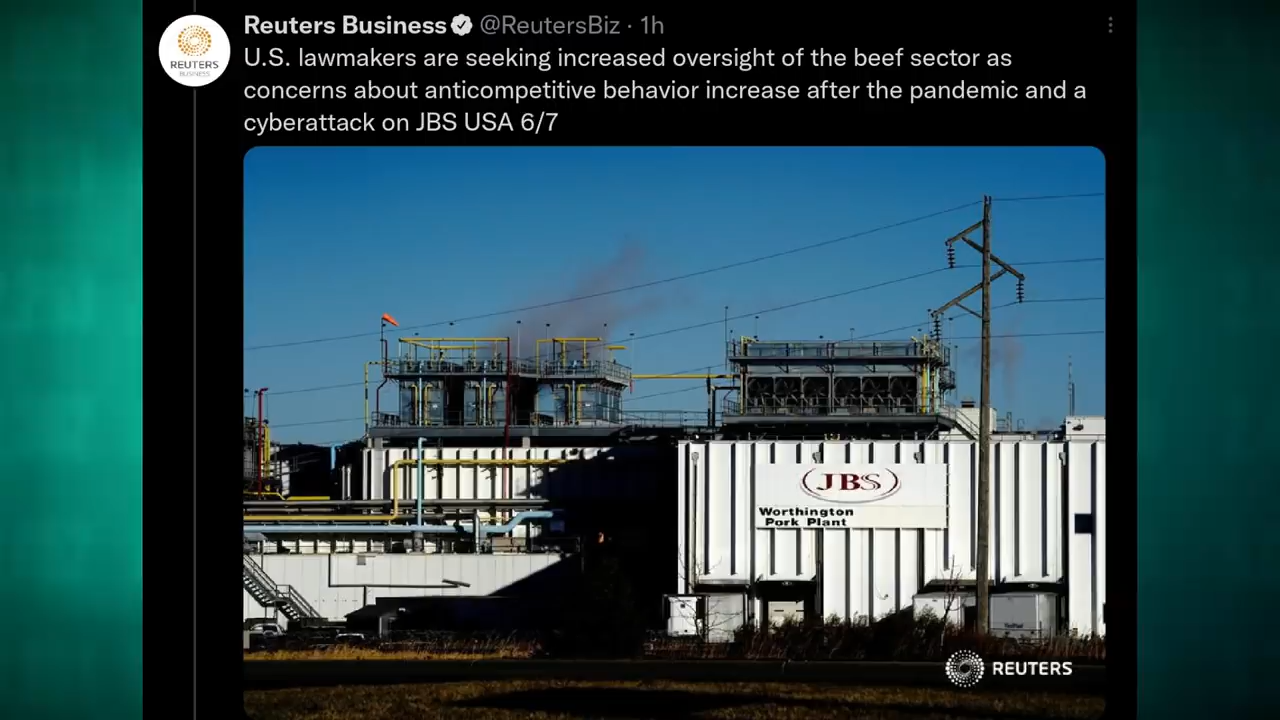 Reuters Business @ReutersBiz · 1h
REUTERS
BUSINESS
U.S. lawmakers are seeking increased oversight of the beef sector as
concerns about anticompetitive behavior increase after the pandemic and a
cyberattack on JBS USA 6/7
JBS
Worthington
Pork Plant
REUTERS